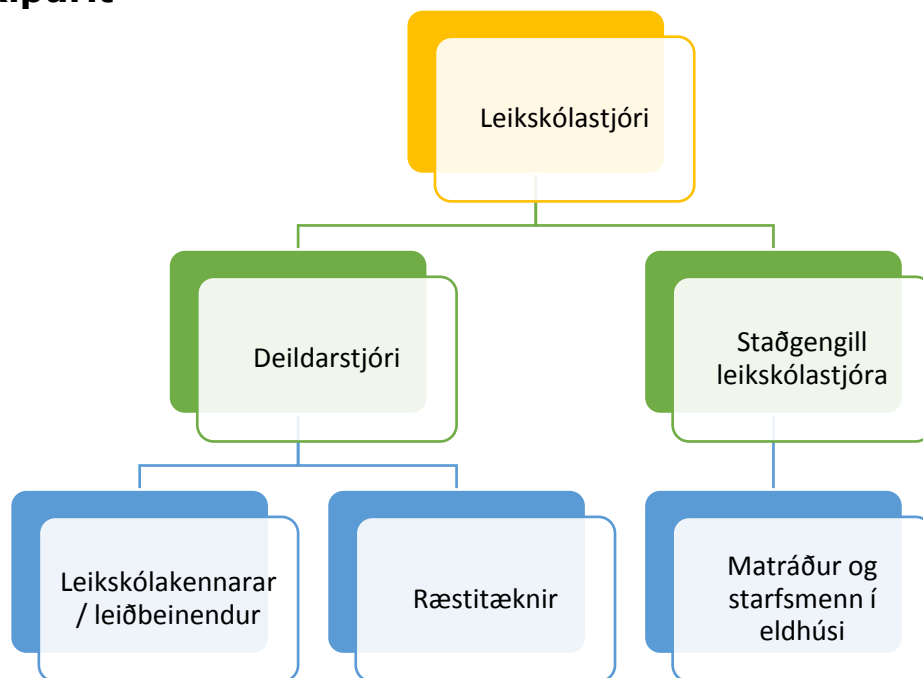 Leikskólastjóri
Deildarstjóri
Staðgengill
leikskólastjóra
Leikskólakennarar
/ leiðbeinendur
Ræstitæknir
Matráður og
starfsmenn í
eldhúsi